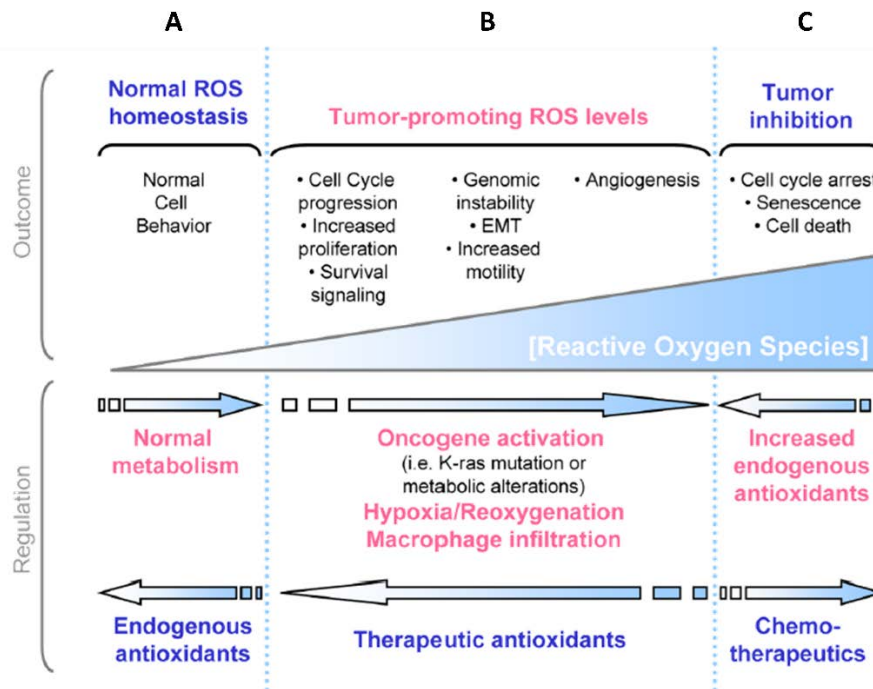 A
B
C
Normal ROS
homeostasis
Tumor-promoting ROS levels
Tumor
inhibition
Outcome
Normal
Cell
Behavior
• Cell Cycle
progression
• Increased
proliferation
• Survival
signaling
• Genomic
instability
• EMT
• Increased
motility
• Angiogenesis
• Cell cycle arrest
• Senescence
• Cell death
[Reactive Oxygen Species]
Regulation
Normal
metabolism
Oncogene activation
(i.e. K-ras mutation or
metabolic alterations)
Hypoxia/Reoxygenation
Macrophage infiltration
Increased
endogenous
antioxidants
Endogenous
antioxidants
Therapeutic antioxidants
Chemo-
therapeutics